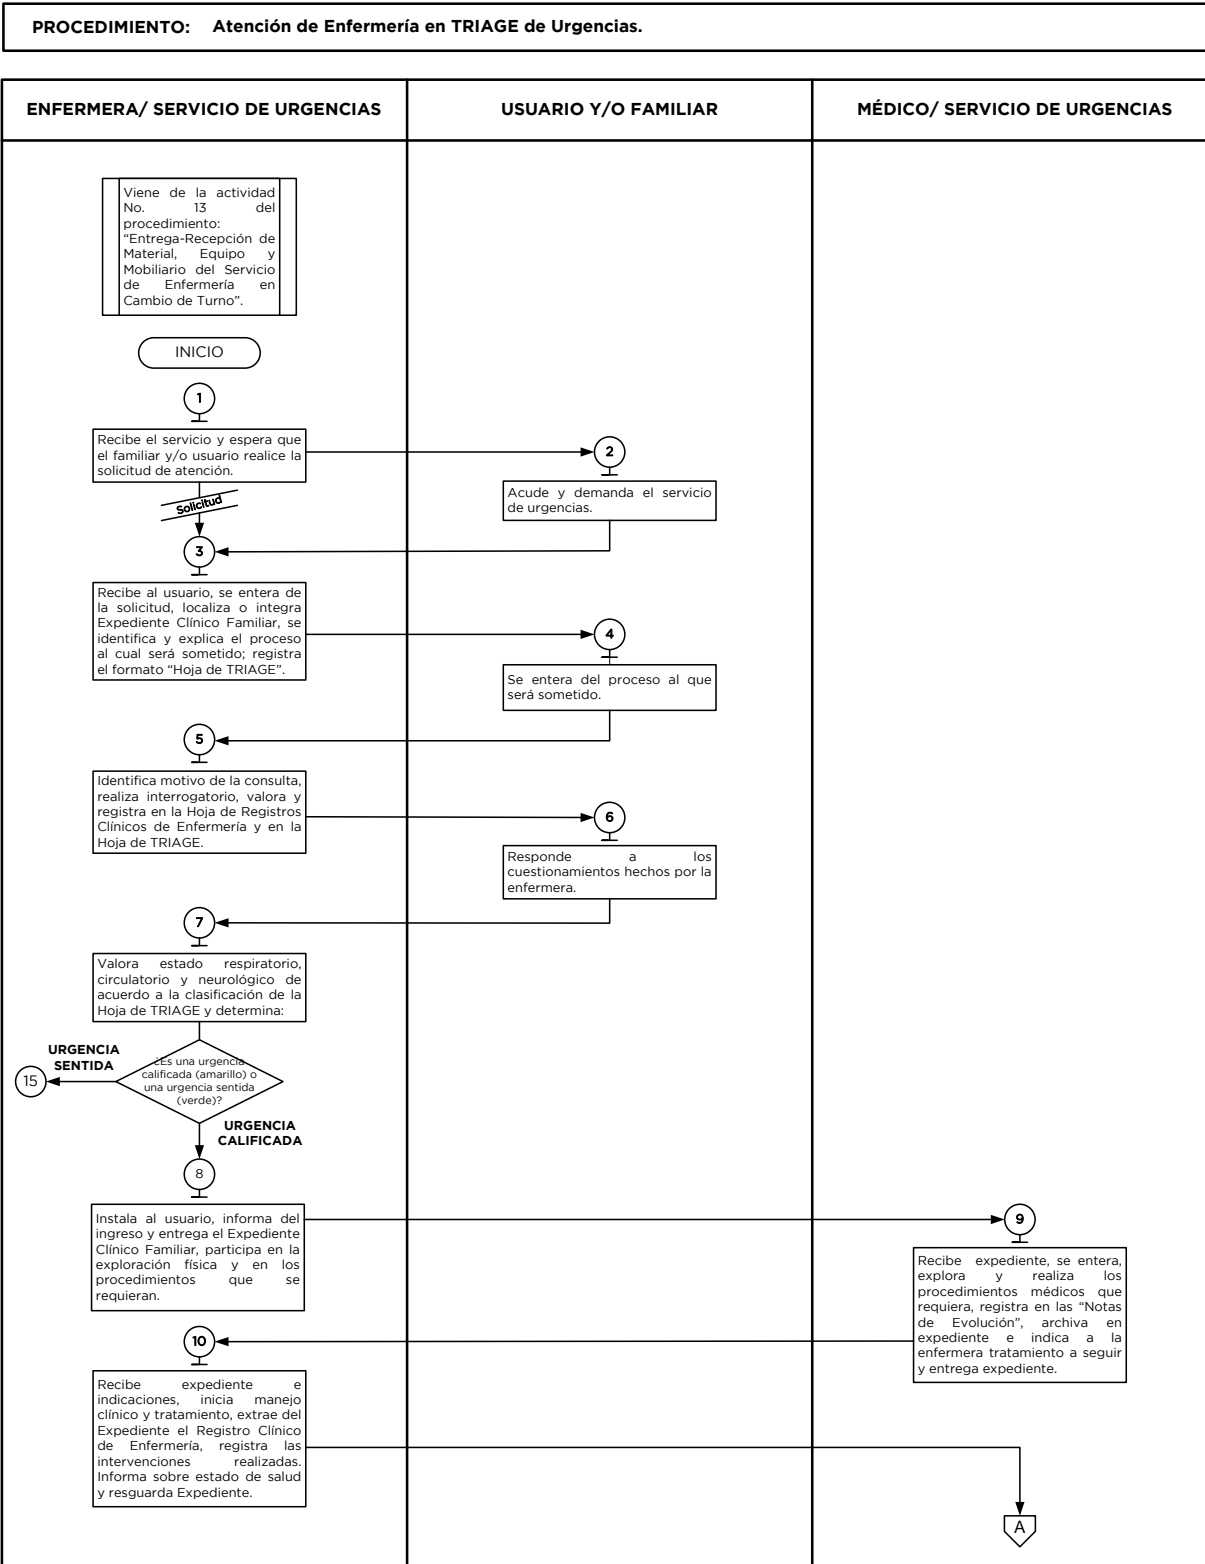 PROCEDIMIENTO: Atención de Enfermería en TRIAGE de Urgencias.
ENFERMERA/ SERVICIO DE URGENCIAS
USUARIO Y/O FAMILIAR
MÉDICO/ SERVICIO DE URGENCIAS
Viene de la actividad
No. 13 del
procedimiento:
“Entrega-Recepción de
Material, Equipo y
Mobiliario del Servicio
de Enfermería en
Cambio de Turno”.
INICIO
1
Recibe el servicio y espera que
el familiar y/o usuario realice la
solicitud de atención.
Solicitud
2
Acude y demanda el servicio
de urgencias.
3
Recibe al usuario, se entera de
la solicitud, localiza o integra
Expediente Clínico Familiar, se
identifica y explica el proceso
al cual será sometido; registra
el formato “Hoja de TRIAGE”.
4
Se entera del proceso al que
será sometido.
5
Identifica motivo de la consulta,
realiza interrogatorio, valora y
registra en la Hoja de Registros
Clínicos de Enfermería y en la
Hoja de TRIAGE.
6
Responde a los
cuestionamientos hechos por la
enfermera.
7
Valora estado respiratorio,
circulatorio y neurológico de
acuerdo a la clasificación de la
Hoja de TRIAGE y determina:
¿Es una urgencia
calificada (amarillo) o
una urgencia sentida
(verde)?
URGENCIA
SENTIDA
15
URGENCIA
CALIFICADA
8
Instala al usuario, informa del
ingreso y entrega el Expediente
Clínico Familiar, participa en la
exploración física y en los
procedimientos que se
requieran.
9
Recibe expediente, se entera,
explora y realiza los
procedimientos médicos que
requiera, registra en las “Notas
de Evolución”, archiva en
expediente e indica a la
enfermera tratamiento a seguir
y entrega expediente.
10
Recibe expediente e
indicaciones, inicia manejo
clínico y tratamiento, extrae del
Expediente el Registro Clínico
de Enfermería, registra las
intervenciones realizadas.
Informa sobre estado de salud
y resguarda Expediente.
A